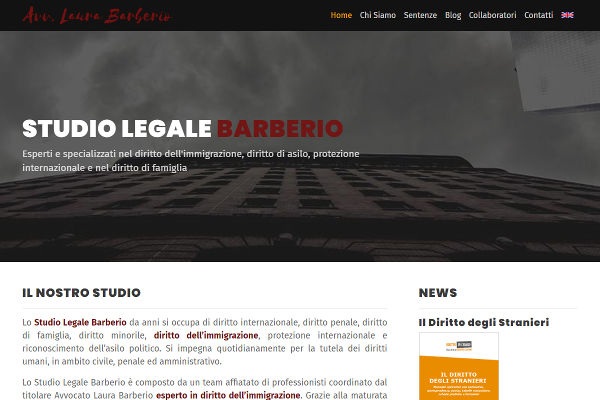 Avv. Laura Barberio
Home Chi Siamo Sentenze Blog Collaboratori Contatti
STUDIO LEGALE BARBERIO
Esperti e specializzati nel diritto dell'immigrazione, diritto di asilo, protezione
internazionale e nel diritto di famiglia
IL NOSTRO STUDIO
Lo Studio Legale Barberio da anni si occupa di diritto internazionale, diritto penale, diritto
di famiglia, diritto minorile, diritto dell'immigrazione, protezione internazionale e
riconoscimento dell'asilo politico. Si impegna quotidianamente per la tutela dei diritti
umani, in ambito civile, penale ed amministrativo.
Lo Studio Legale Barberio è composto da un team affiatato di professionisti coordinato dal
titolare Avvocato Laura Barberio esperto in diritto dell'immigrazione. Grazie alla maturata
NEWS
Il Diritto degli Stranieri
IL DIRITTO
DEGLI STRANIERI